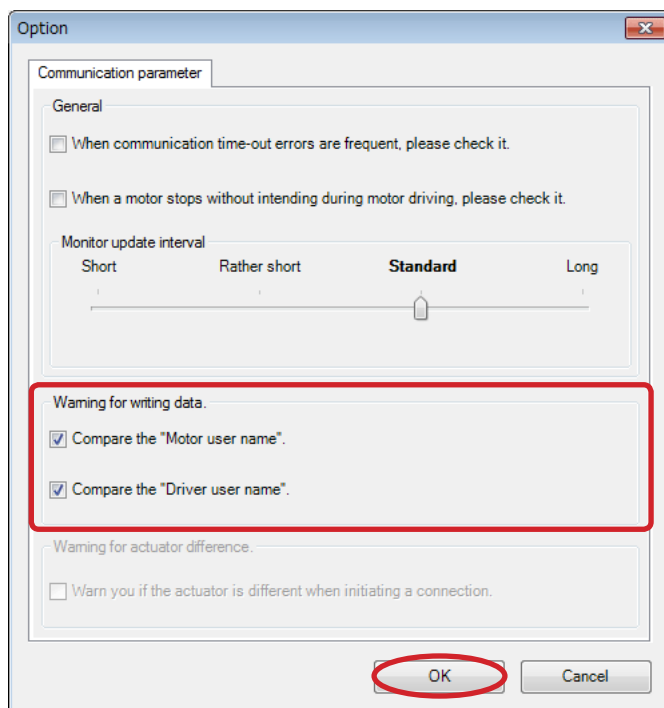 Option
Communication parameter
General
When communication time-out errors are frequent, please check it.
When a motor stops without intending during motor driving, please check it.
Monitor update interval
Short Rather short Standard Long
Warning for writing data.
Compare the "Motor user name".
Compare the "Driver user name".
Warning for actuator difference.
Warn you if the actuator is different when initiating a connection.
OK Cancel